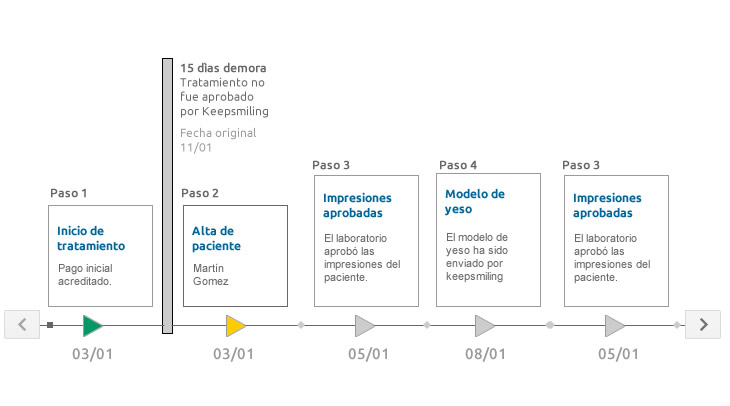 15 dìas demora
Tratamiento no
fue aprobado
por Keepsmiling
Fecha original
11/01
Paso 1
Inicio de
tratamiento
Pago inicial
acreditado.
03/01
Paso 2
Alta de
paciente
Martín
Gomez
03/01
Paso 3
Impresiones
aprobadas
El laboratorio
aprobó las
impresiones del
paciente.
05/01
Paso 4
Modelo de
yeso
El modelo de
yeso ha sido
enviado por
keepsmiling
08/01
Paso 3
Impresiones
aprobadas
El laboratorio
aprobó las
impresiones del
paciente.
05/01